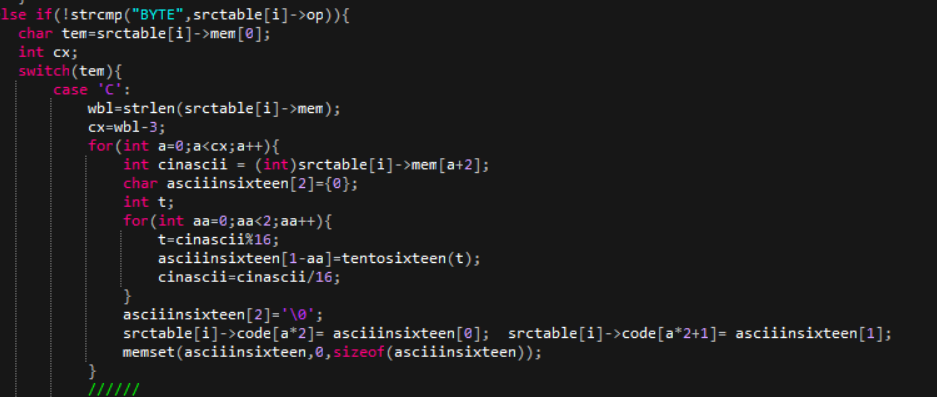 lse if(!strcmp("BYTE",srctable[i]->op)){
char tem=srctable[i]->mem[0];
int cx;
switch(tem){
case 'C':
wbl=strlen(srctable[i]->mem);
cx=wbl-3;
for(int a=0;a<cx;a++){
int cinascii = (int)srctable[i]->mem[a+2];
char asciiinsixteen[2]={0};
int t;
for(int aa=0;aa<2;aa++){
t=cinascii%16;
asciiinsixteen[1-aa]=tentosixteen(t);
cinascii=cinascii/16;
}
asciiinsixteen[2]='\0';
srctable[i]->code[a*2]= asciiinsixteen[0];  srctable[i]->code[a*2+1]= asciiinsixteen[1];
memset(asciiinsixteen,0,sizeof(asciiinsixteen));
}
//////